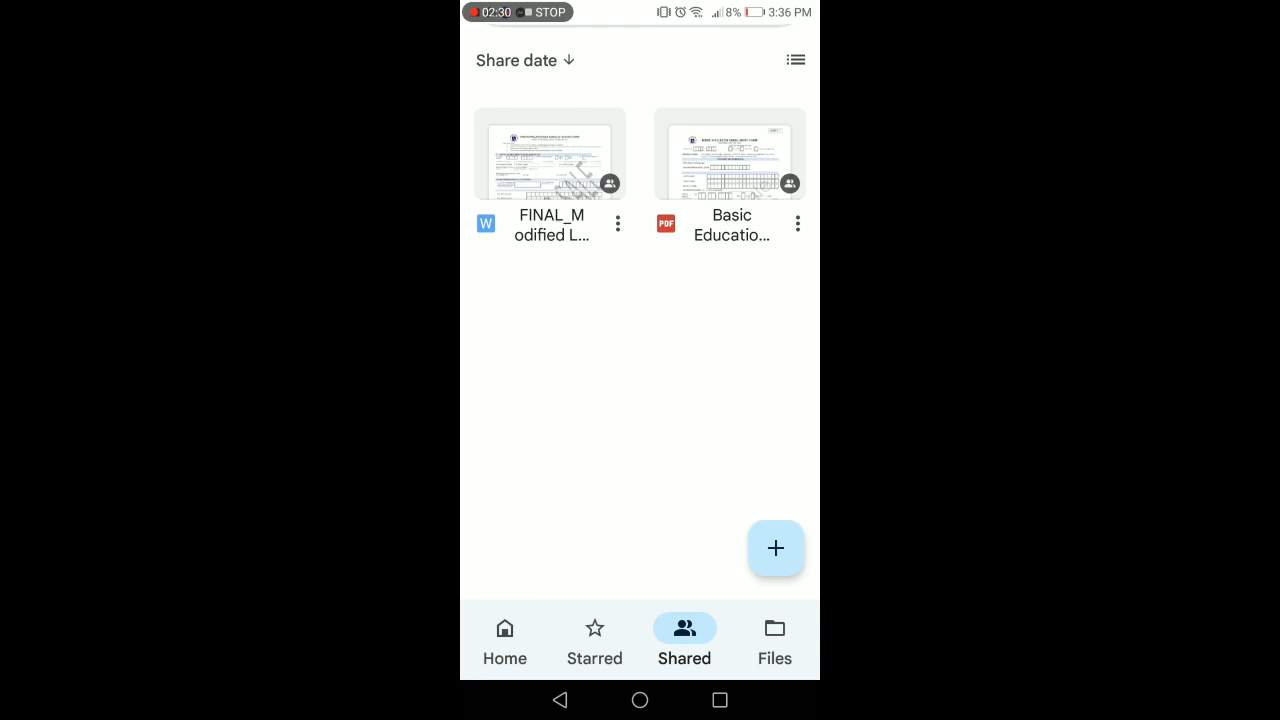 02:30 STOP 8% 3:36 PM
Share date
W FINAL_M
odified L...
PDF Basic
Educatio...
Home Starred Shared Files